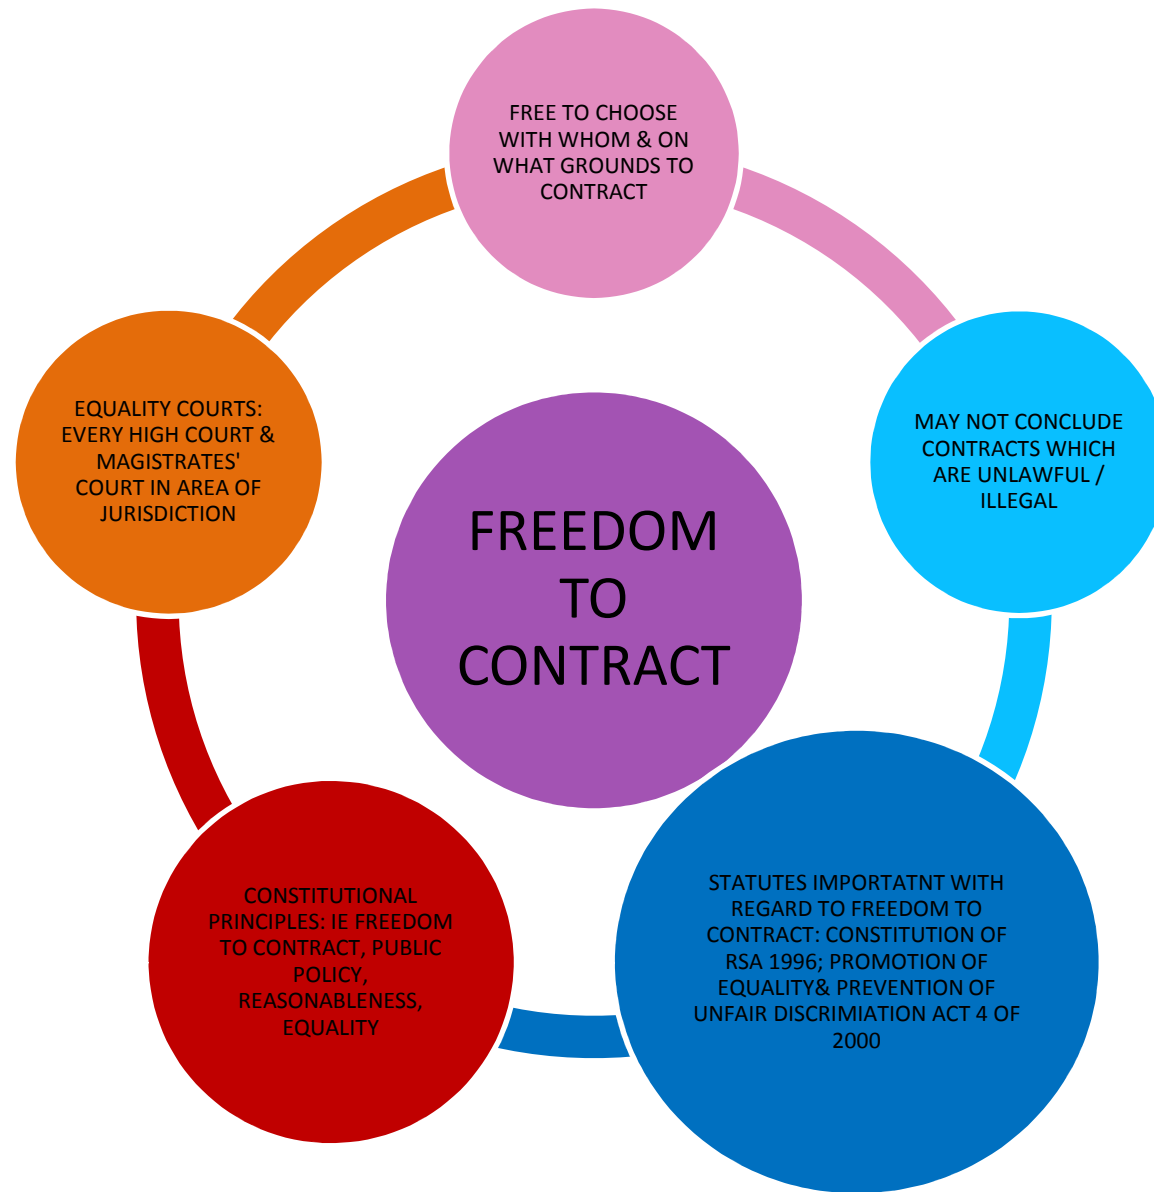 FREE TO CHOOSE
WITH WHOM & ON
WHAT GROUNDS TO
CONTRACT
MAY NOT CONCLUDE
CONTRACTS WHICH
ARE UNLAWFUL /
ILLEGAL
STATUTES IMPORTATNT WITH
REGARD TO FREEDOM TO
CONTRACT: CONSTITUTION OF
RSA 1996; PROMOTION OF
EQUALITY& PREVENTION OF
UNFAIR DISCRIMIATION ACT 4 OF
2000
CONSTITUTIONAL
PRINCIPLES: IE FREEDOM
TO CONTRACT, PUBLIC
POLICY,
REASONABLENESS,
EQUALITY
EQUALITY COURTS:
EVERY HIGH COURT &
MAGISTRATES'
COURT IN AREA OF
JURISDICTION
FREEDOM
TO
CONTRACT